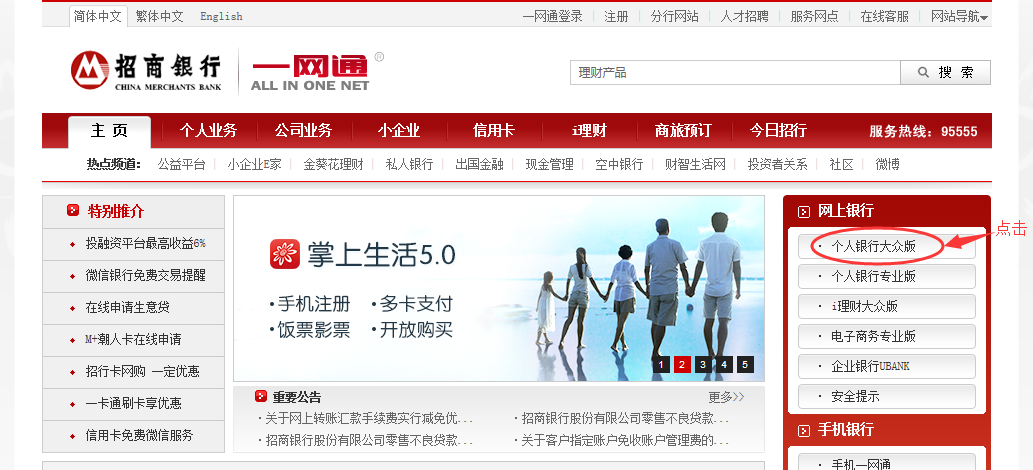 简体中文 繁体中文 English 一网通登录 注册 分行网站 人才招聘 服务网点 在线客服 网站导航
招商银行 一网通 ®
CHINA MERCHANTS BANK ALL IN ONE NET
理财产品 搜 索
主 页 个人业务 公司业务 小企业 信用卡 i理财 商旅预订 今日招行 服务热线：95555
热点频道: 公益平台 小企业E家 金葵花理财 私人银行 出国金融 现金管理 空中银行 财智生活网 投资者关系 社区 微博
特别推介
投融资平台最高收益6%
微信银行免费交易提醒
在线申请生意贷
M+潮人卡在线申请
招行卡网购 一定优惠
一卡通刷卡享优惠
信用卡免费微信服务
掌上生活5.0
·手机注册 ·多卡支付
·饭票影票 ·开放购买
1 2 3 4 5
重要公告 更多>>
·关于网上转账汇款手续费实行减免优... ·招商银行股份有限公司零售不良贷款...
·招商银行股份有限公司零售不良贷款... ·关于客户指定账户免收账户管理费的...
网上银行
· 个人银行大众版
点击
· 个人银行专业版
· i理财大众版
· 电子商务专业版
· 企业银行UBANK
· 安全提示
手机银行
· 手机一网通